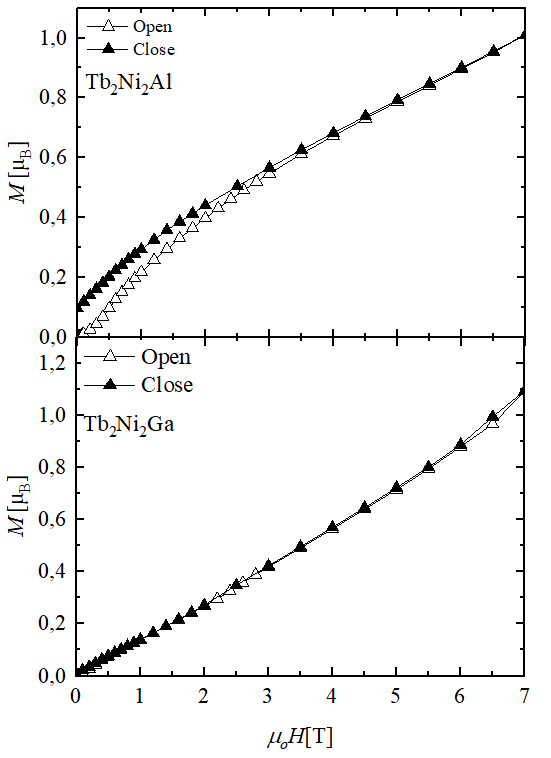 1,0
Open
Close
Tb2Ni2Al
0,8
0,6
M [μB]
0,4
0,2
0,0
1,2
Open
Close
1,0
Tb2Ni2Ga
0,8
M [μB]
0,6
0,4
0,2
0,0
0 1 2 3 4 5 6 7
μoH[T]